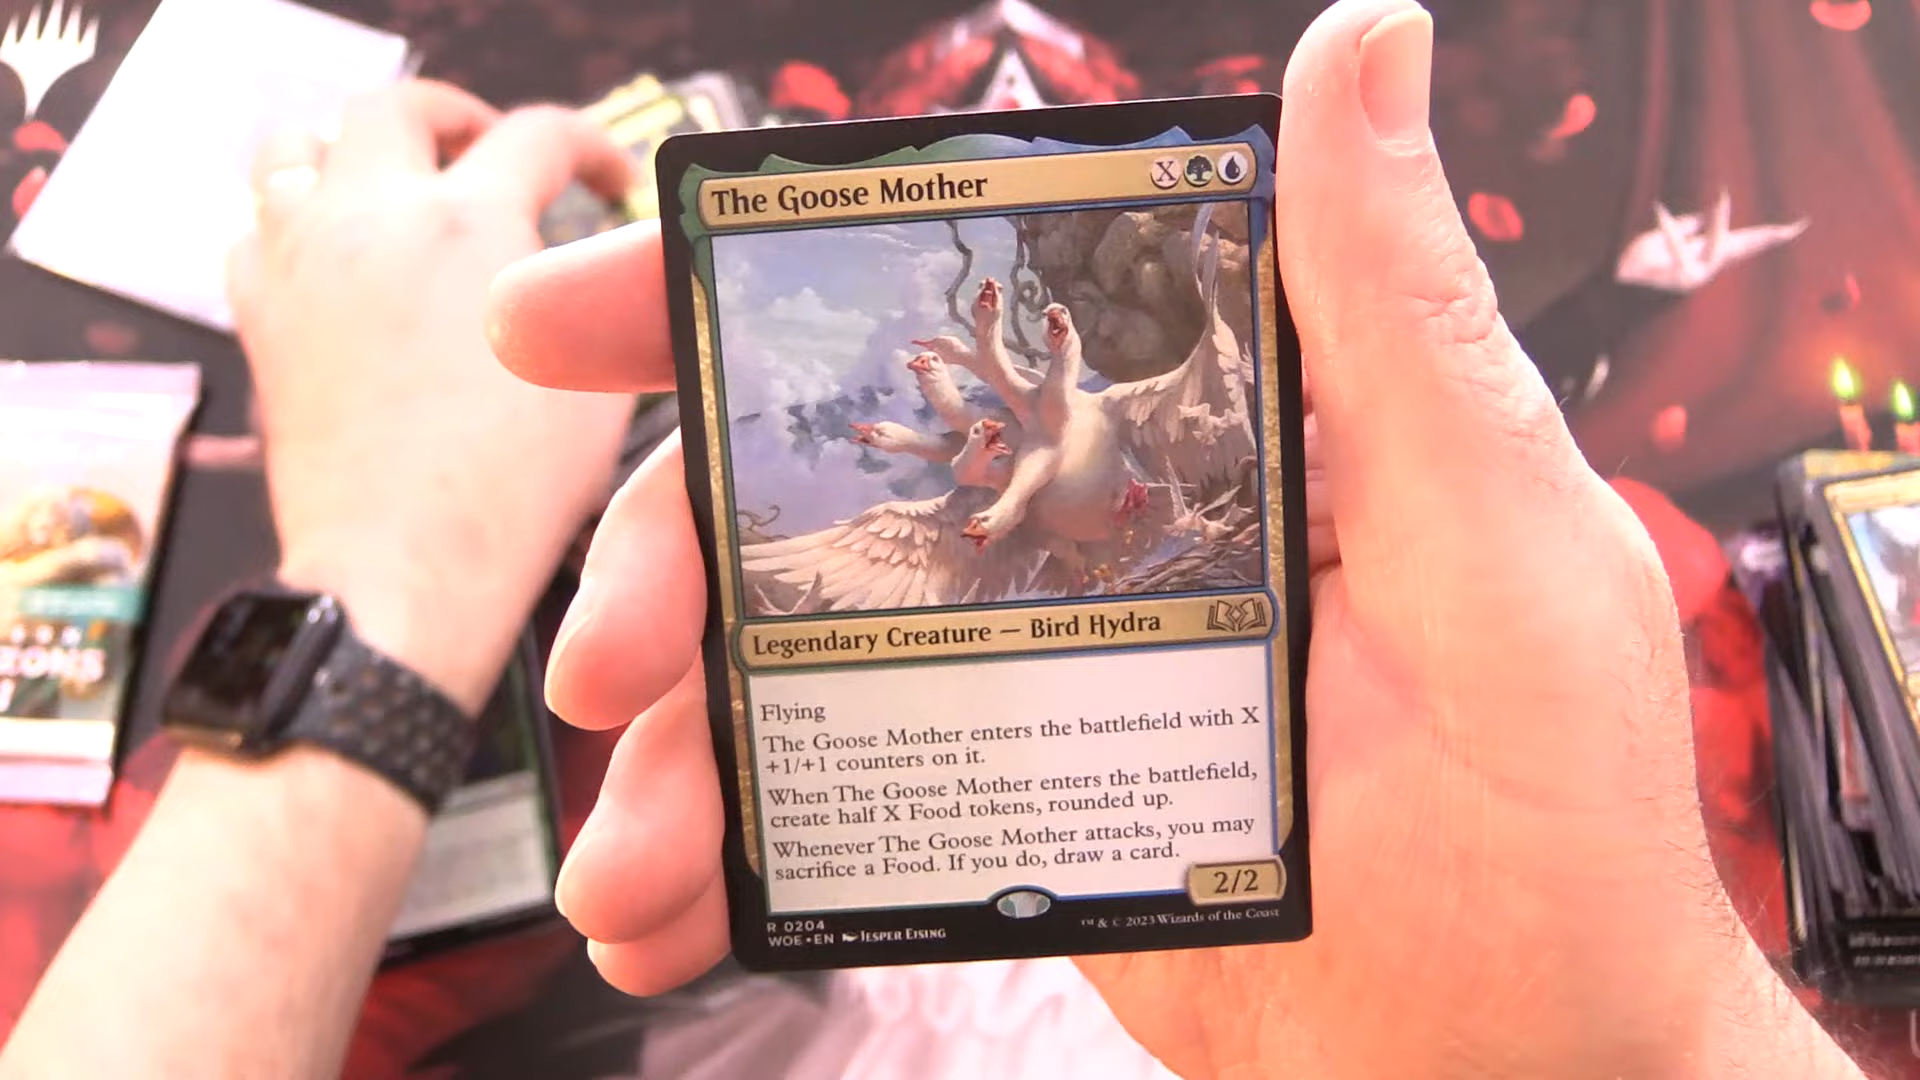 The Goose Mother X
Legendary Creature — Bird Hydra
Flying
The Goose Mother enters the battlefield with X
+1/+1 counters on it.
When The Goose Mother enters the battlefield,
create half X Food tokens, rounded up.
Whenever The Goose Mother attacks, you may
sacrifice a Food. If you do, draw a card.
2/2
R 0204
WOE • EN JESPER EJSING
™ & © 2023 Wizards of the Coast